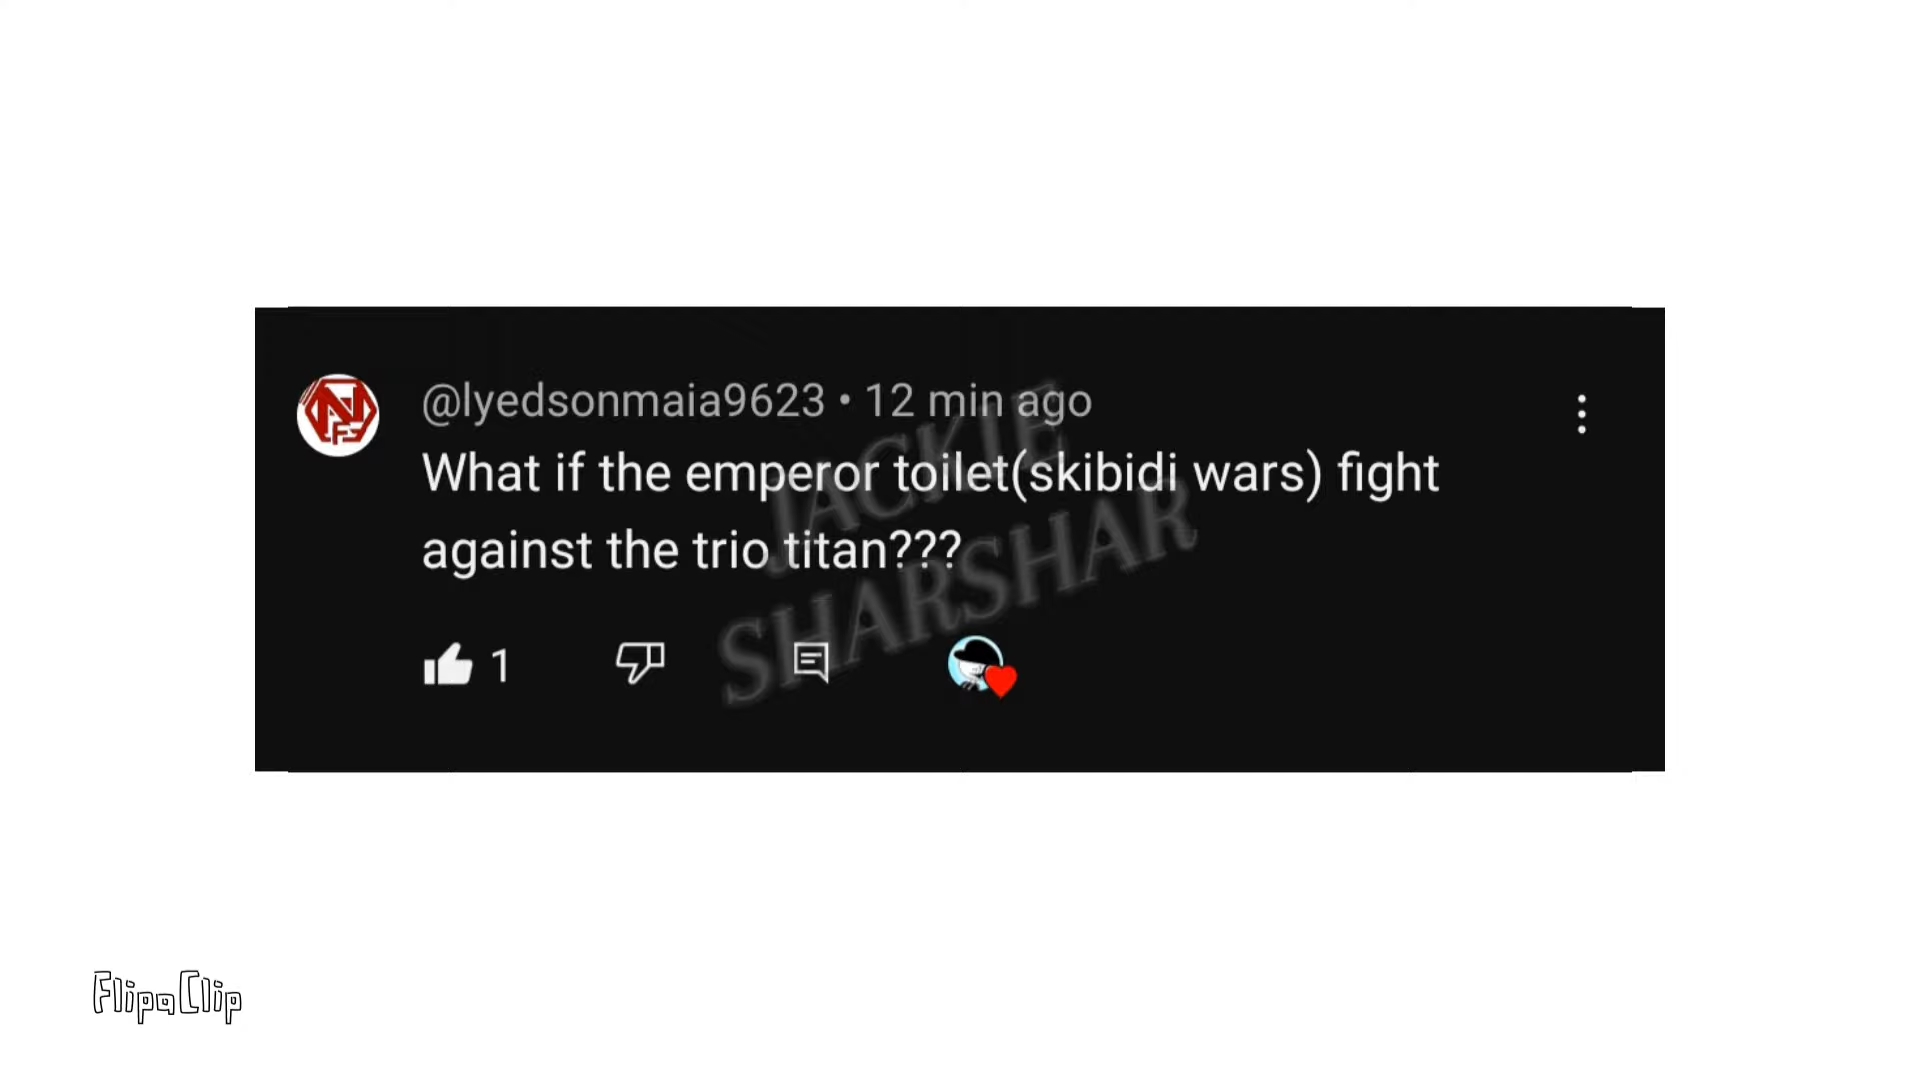 @lyedsonmaia9623 • 12 min ago
What if the emperor toilet(skibidi wars) fight
against the trio titan???
JACKIE
SHARSHAR
1
FlipaClip